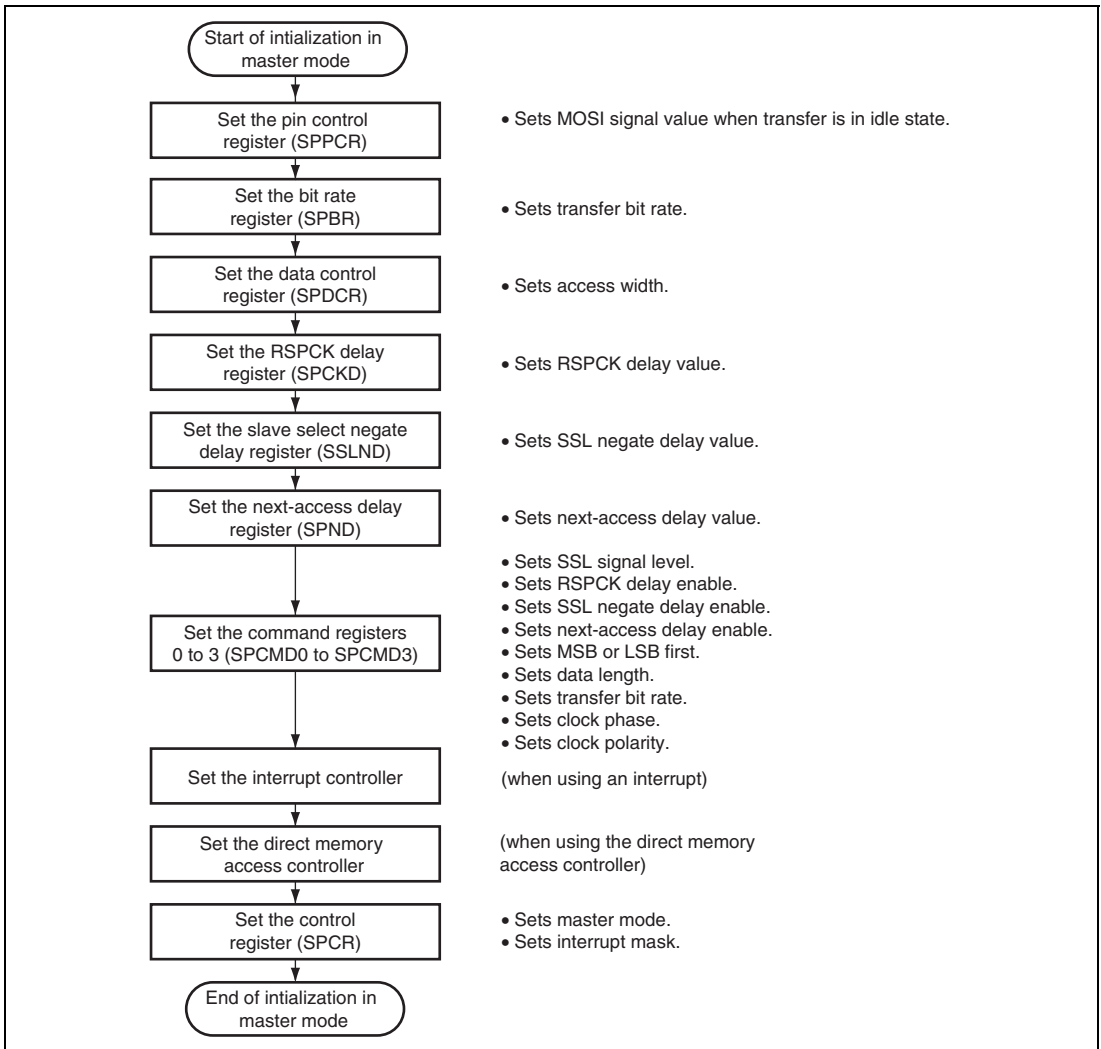 Start of intialization in
master mode
Set the pin control
register (SPPCR)
• Sets MOSI signal value when transfer is in idle state.
Set the bit rate
register (SPBR)
• Sets transfer bit rate.
Set the data control
register (SPDCR)
• Sets access width.
Set the RSPCK delay
register (SPCKD)
• Sets RSPCK delay value.
Set the slave select negate
delay register (SSLND)
• Sets SSL negate delay value.
Set the next-access delay
register (SPND)
• Sets next-access delay value.
Set the command registers
0 to 3 (SPCMD0 to SPCMD3)
• Sets SSL signal level.
• Sets RSPCK delay enable.
• Sets SSL negate delay enable.
• Sets next-access delay enable.
• Sets MSB or LSB first.
• Sets data length.
• Sets transfer bit rate.
• Sets clock phase.
• Sets clock polarity.
Set the interrupt controller
(when using an interrupt)
Set the direct memory
access controller
(when using the direct memory
access controller)
Set the control
register (SPCR)
• Sets master mode.
• Sets interrupt mask.
End of intialization in
master mode